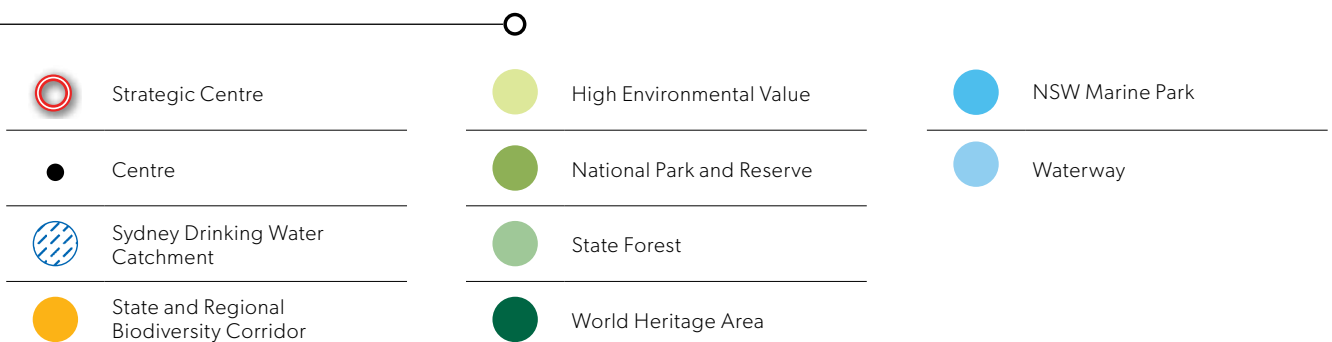 Strategic Centre
Centre
Sydney Drinking Water
Catchment
State and Regional
Biodiversity Corridor
High Environmental Value
National Park and Reserve
State Forest
World Heritage Area
NSW Marine Park
Waterway